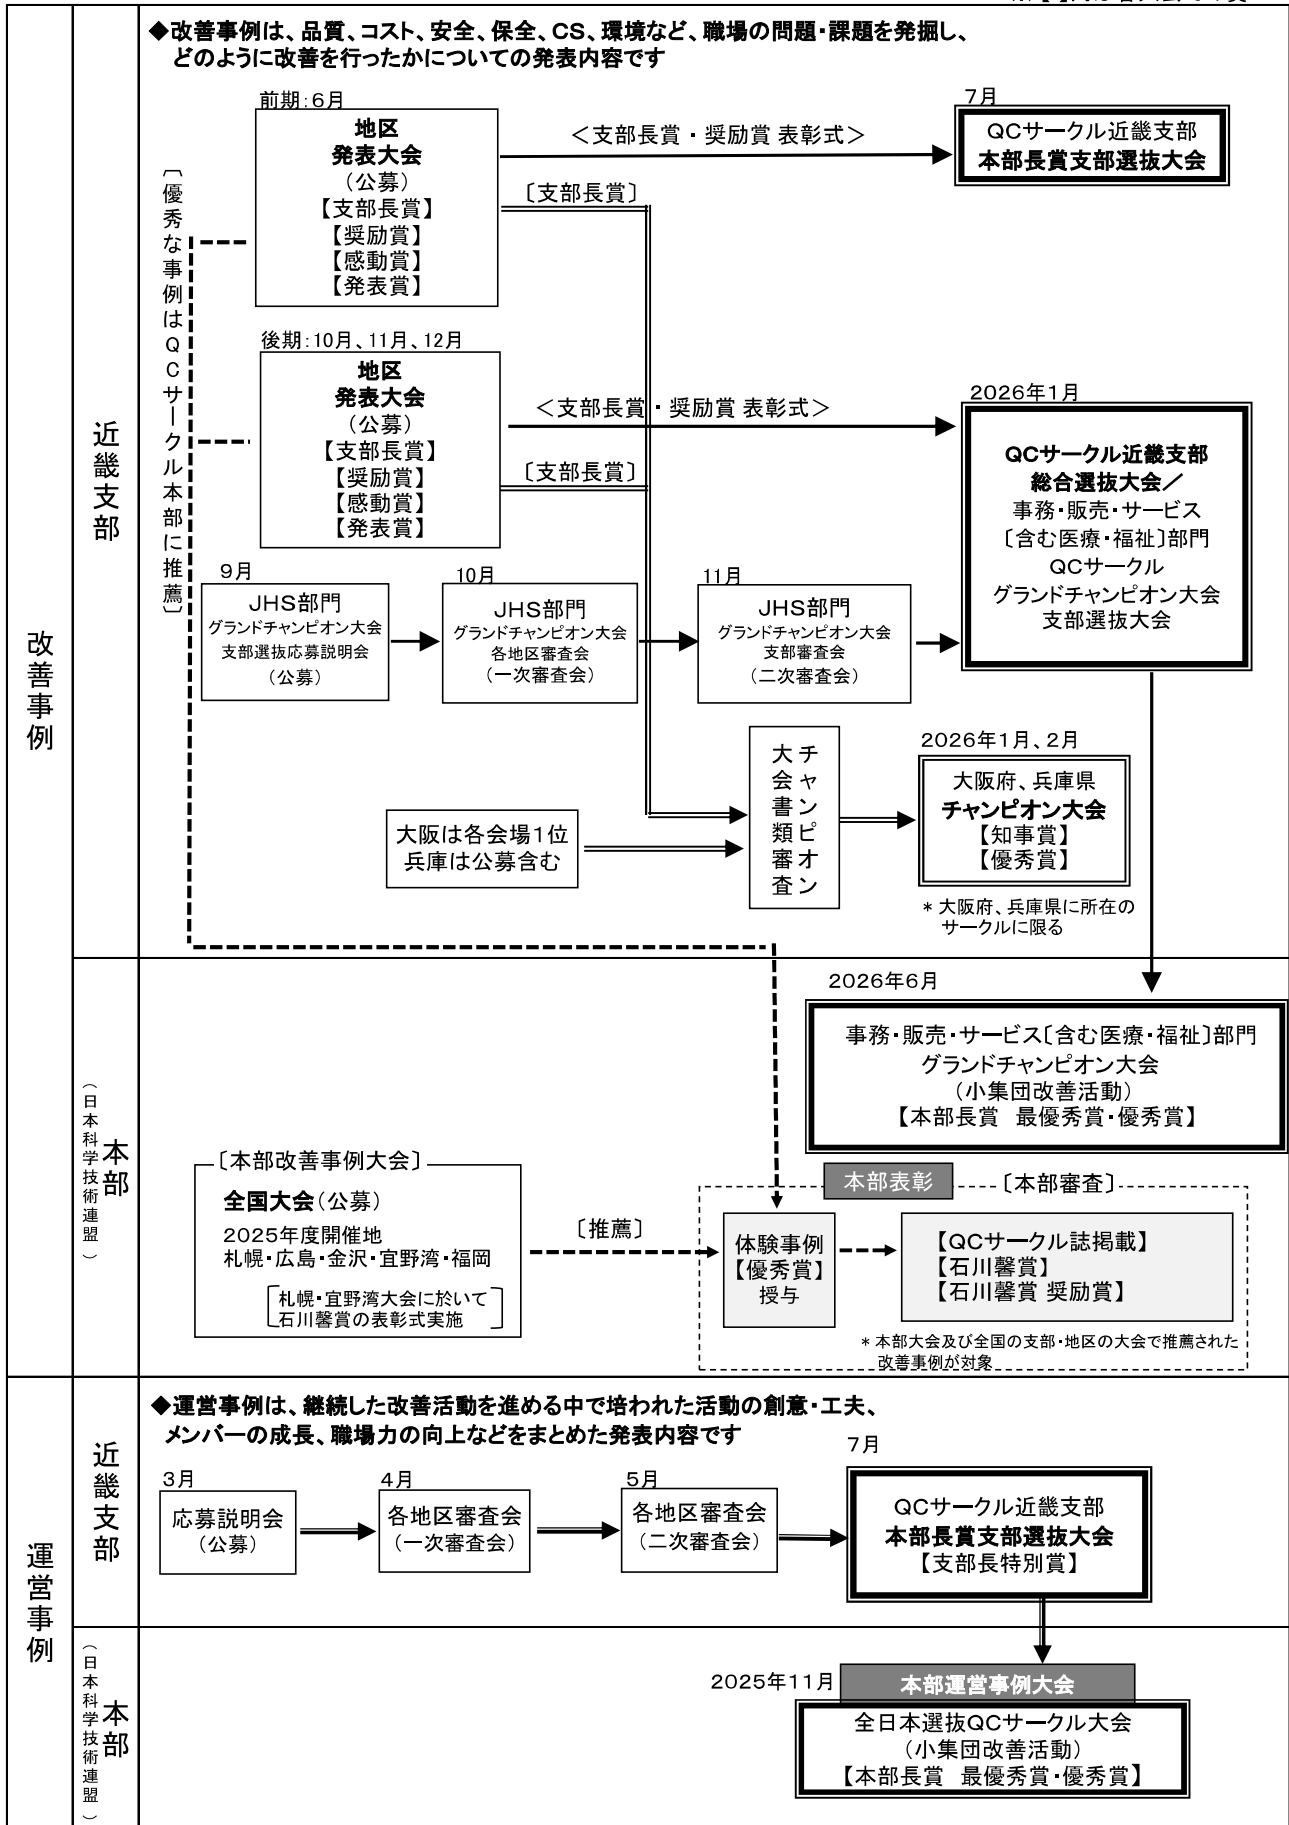 ◆改善事例は、品質、コスト、安全、保全、CS、環境など、職場の問題・課題を発掘し、
どのように改善を行ったかについての発表内容です
改善事例
近畿支部
〔優秀な事例はQCサークル本部に推薦〕
前期:6月
地区
発表大会
(公募)
【支部長賞】
【奨励賞】
【感動賞】
【発表賞】
＜支部長賞・奨励賞 表彰式＞
〔支部長賞〕
7月
QCサークル近畿支部
本部長賞支部選抜大会
後期:10月、11月、12月
地区
発表大会
(公募)
【支部長賞】
【奨励賞】
【感動賞】
【発表賞】
＜支部長賞・奨励賞 表彰式＞
〔支部長賞〕
2026年1月
QCサークル近畿支部
総合選抜大会／
事務・販売・サービス
〔含む医療・福祉〕部門
QCサークル
グランドチャンピオン大会
支部選抜大会
9月
JHS部門
グランドチャンピオン大会
支部選抜応募説明会
(公募)
10月
JHS部門
グランドチャンピオン大会
各地区審査会
(一次審査会)
11月
JHS部門
グランドチャンピオン大会
支部審査会
(二次審査会)
大阪は各会場1位
兵庫は公募含む
チャンピオン
大会書類審査
2026年1月、2月
大阪府、兵庫県
チャンピオン大会
【知事賞】
【優秀賞】
* 大阪府、兵庫県に所在の
サークルに限る
本部
(日本科学技術連盟)
2026年6月
事務・販売・サービス〔含む医療・福祉〕部門
グランドチャンピオン大会
(小集団改善活動)
【本部長賞　最優秀賞・優秀賞】
〔本部改善事例大会〕
全国大会(公募)
2025年度開催地
札幌・広島・金沢・宜野湾・福岡
札幌・宜野湾大会に於いて
石川馨賞の表彰式実施
〔推薦〕
本部表彰
〔本部審査〕
体験事例
【優秀賞】
授与
【QCサークル誌掲載】
【石川馨賞】
【石川馨賞 奨励賞】
* 本部大会及び全国の支部・地区の大会で推薦された
改善事例が対象
運営事例
近畿支部
◆運営事例は、継続した改善活動を進める中で培われた活動の創意・工夫、
メンバーの成長、職場力の向上などをまとめた発表内容です
3月
応募説明会
(公募)
4月
各地区審査会
(一次審査会)
5月
各地区審査会
(二次審査会)
7月
QCサークル近畿支部
本部長賞支部選抜大会
【支部長特別賞】
本部
(日本科学技術連盟)
2025年11月
本部運営事例大会
全日本選抜QCサークル大会
(小集団改善活動)
【本部長賞　最優秀賞・優秀賞】